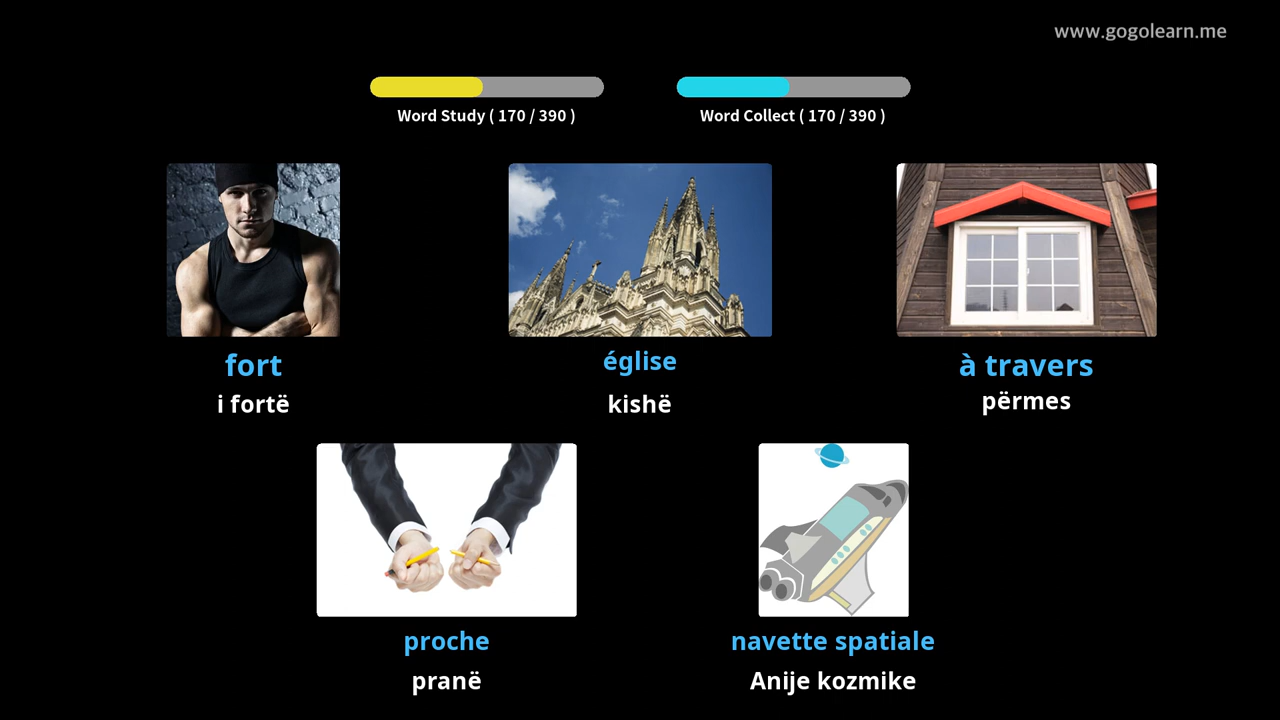 www.gogolearn.me
Word Study ( 170 / 390 )
Word Collect ( 170 / 390 )
fort
i fortë
église
kishë
à travers
përmes
proche
pranë
navette spatiale
Anije kozmike